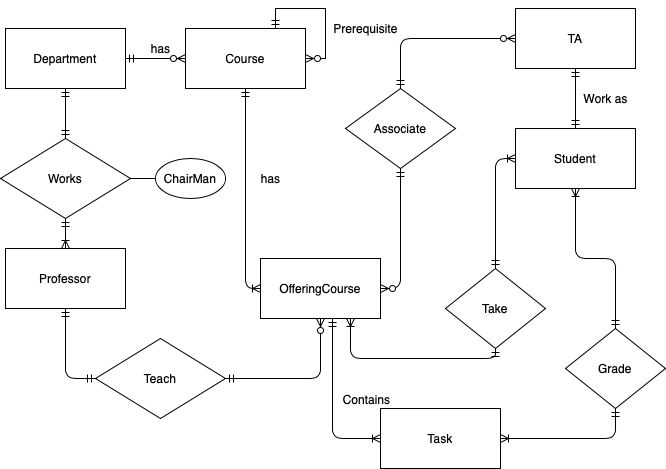 Prerequisite
TA
has
Department
Course
Work as
Associate
Student
Works
ChairMan
has
Professor
OfferingCourse
Take
Teach
Grade
Contains
Task